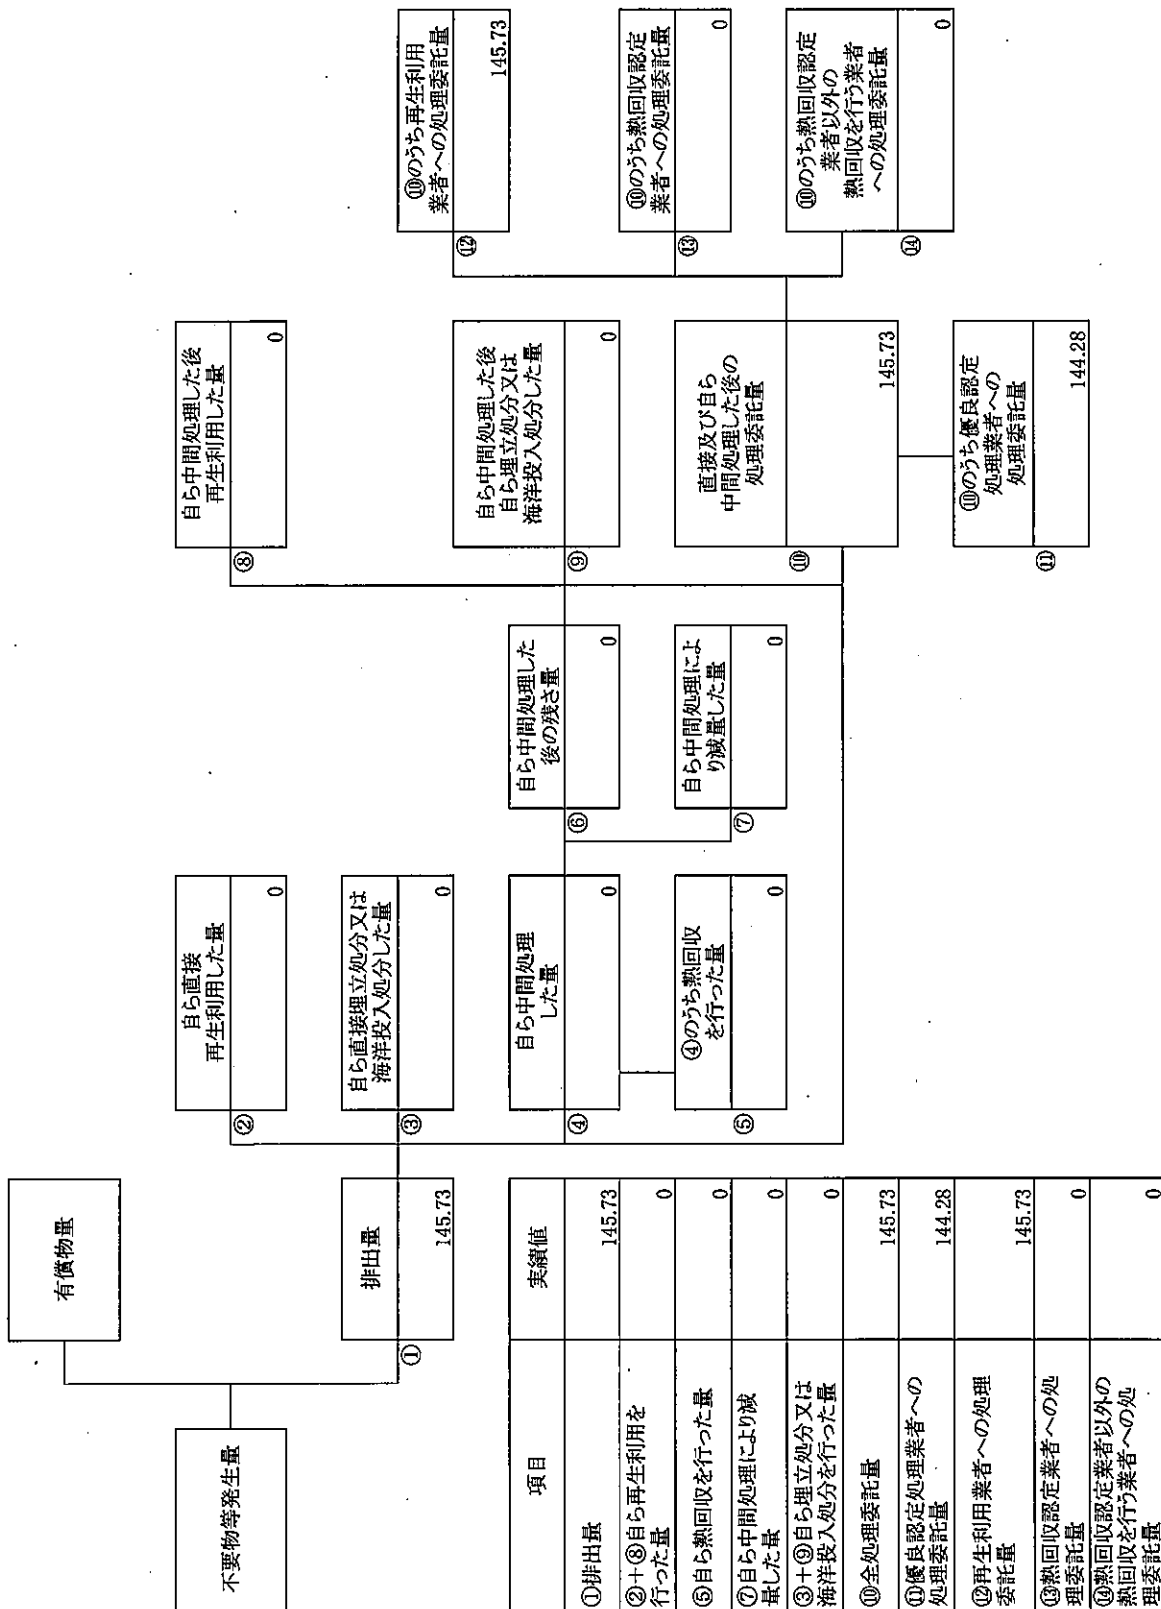 不要物等発生量
有償物量
①
排出量
145.73
②
自ら直接
再生利用した量
0
③
自ら直接埋立処分又は
海洋投入処分した量
0
④
自ら中間処理
した量
0
⑤
④のうち熱回収
を行った量
0
⑥
自ら中間処理した
後の残さ量
0
⑦
自ら中間処理によ
り減量した量
0
⑧
自ら中間処理した後
再生利用した量
0
⑨
自ら中間処理した後
自ら埋立処分又は
海洋投入処分した量
0
⑩
直接及び自ら
中間処理した後の
処理委託量
145.73
⑪
⑩のうち優良認定
処理業者への
処理委託量
144.28
⑫
⑩のうち再生利用
業者への処理委託量
145.73
⑬
⑩のうち熱回収認定
業者への処理委託量
0
⑭
⑩のうち熱回収認定
業者以外の
熱回収を行う業者
への処理委託量
0
項目 実績値
①排出量 145.73
②+⑧自ら再生利用を
行った量 0
⑤自ら熱回収を行った量 0
⑦自ら中間処理により減
量した量 0
③+⑨自ら埋立処分又は
海洋投入処分を行った量 0
⑩全処理委託量 145.73
⑪優良認定処理業者への
処理委託量 144.28
⑫再生利用業者への処理
委託量 145.73
⑬熱回収認定業者への処
理委託量 0
⑭熱回収認定業者以外の
熱回収を行う業者への処
理委託量 0